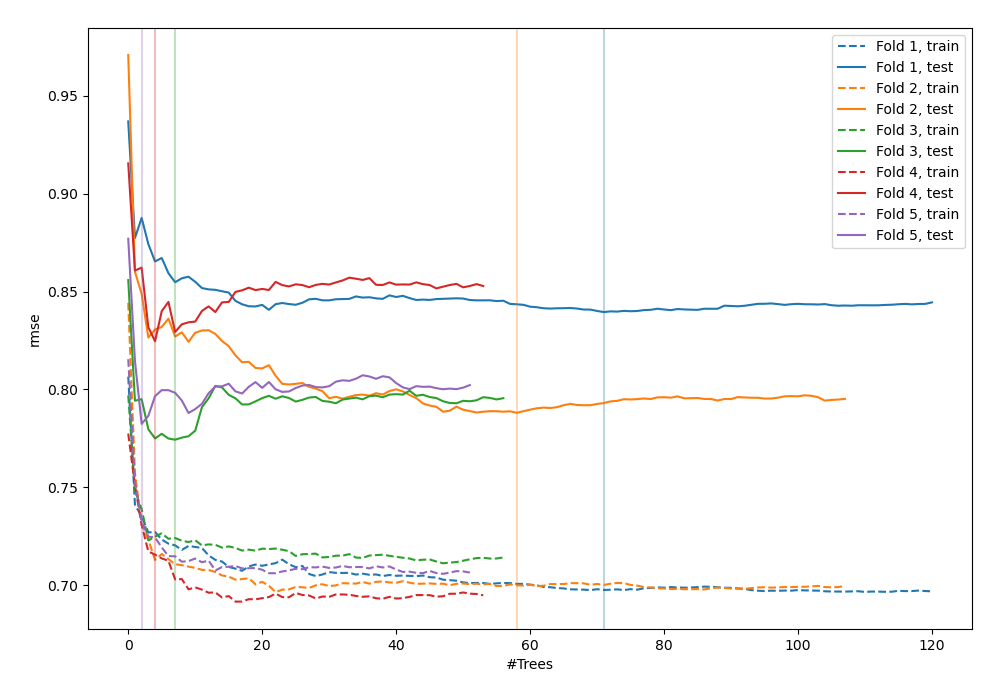 0.95
0.90
0.85
0.80
0.75
0.70
rmse
0 20 40 60 80 100 120
#Trees
Fold 1, train
Fold 1, test
Fold 2, train
Fold 2, test
Fold 3, train
Fold 3, test
Fold 4, train
Fold 4, test
Fold 5, train
Fold 5, test